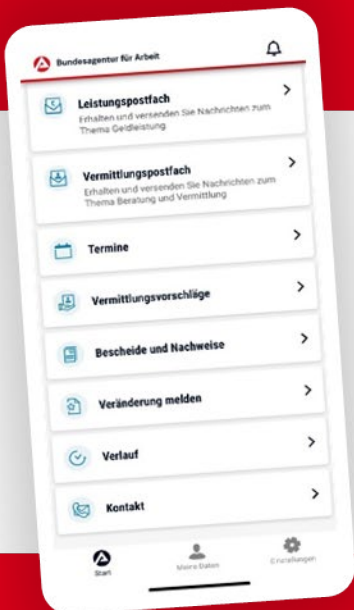 Bundesagentur für Arbeit
Leistungspostfach
Erhalten und versenden Sie Nachrichten zum
Thema Geldleistung
Vermittlungspostfach
Erhalten und versenden Sie Nachrichten zum
Thema Beratung und Vermittlung
Termine
Vermittlungsvorschläge
Bescheide und Nachweise
Veränderung melden
Verlauf
Kontakt
Start
Meine Daten
Einstellungen